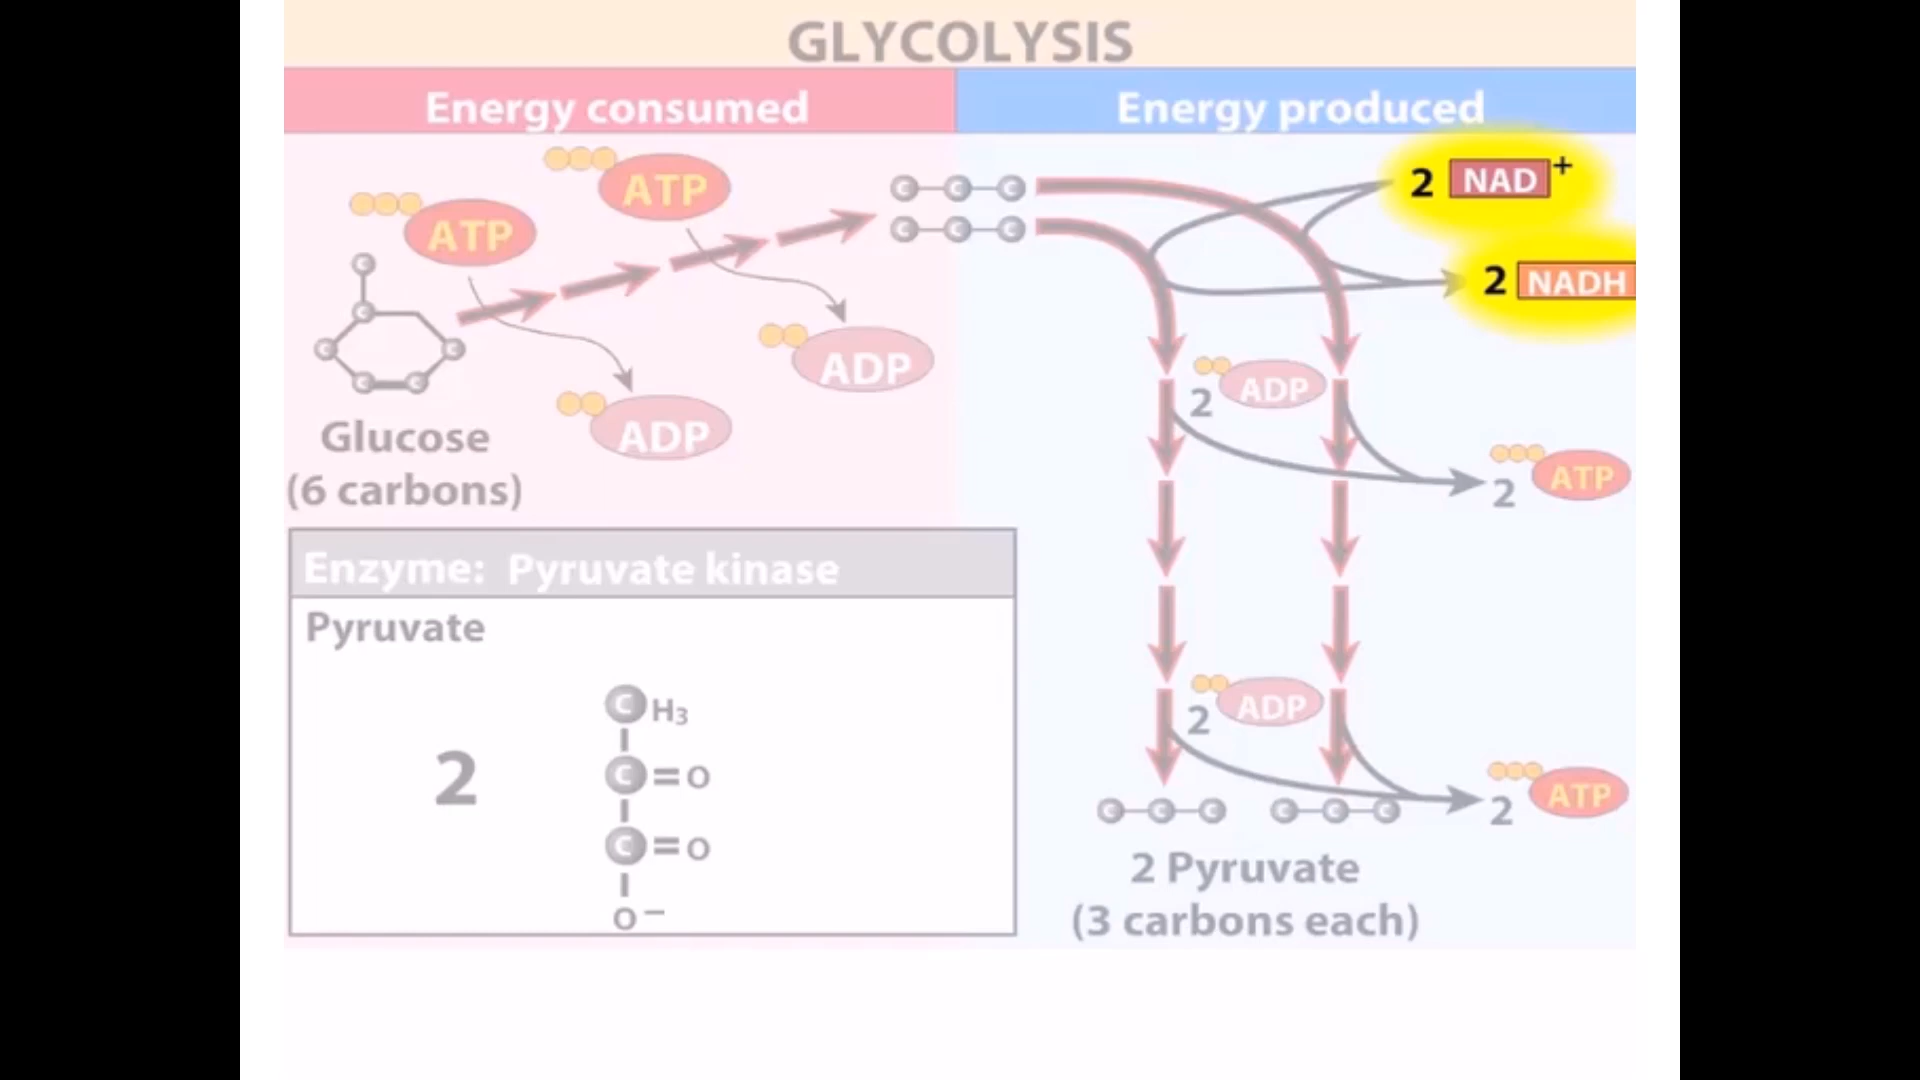 GLYCOLYSIS
Energy consumed
Energy produced
ATP
ATP
ADP
ADP
C
C
C
C
C
C
Glucose
(6 carbons)
C C C
C C C
2 NAD+
2 NADH
2 ADP
2 ATP
2 ADP
2 ATP
C C C
C C C
2 Pyruvate
(3 carbons each)
Enzyme: Pyruvate kinase
Pyruvate
2
C H3
C = O
C = O
O −